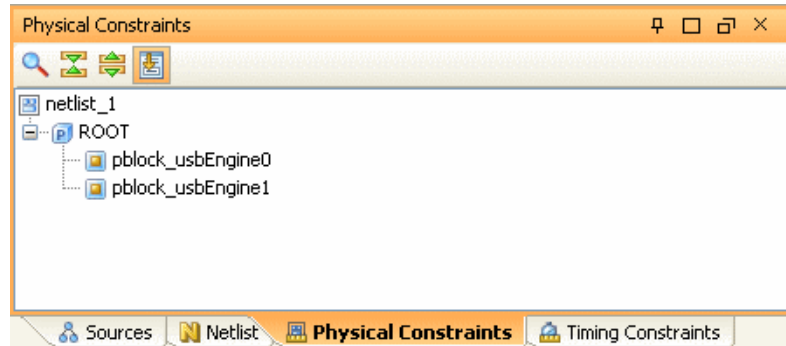 Physical Constraints
netlist_1
ROOT
pblock_usbEngine0
pblock_usbEngine1
Sources Netlist Physical Constraints Timing Constraints